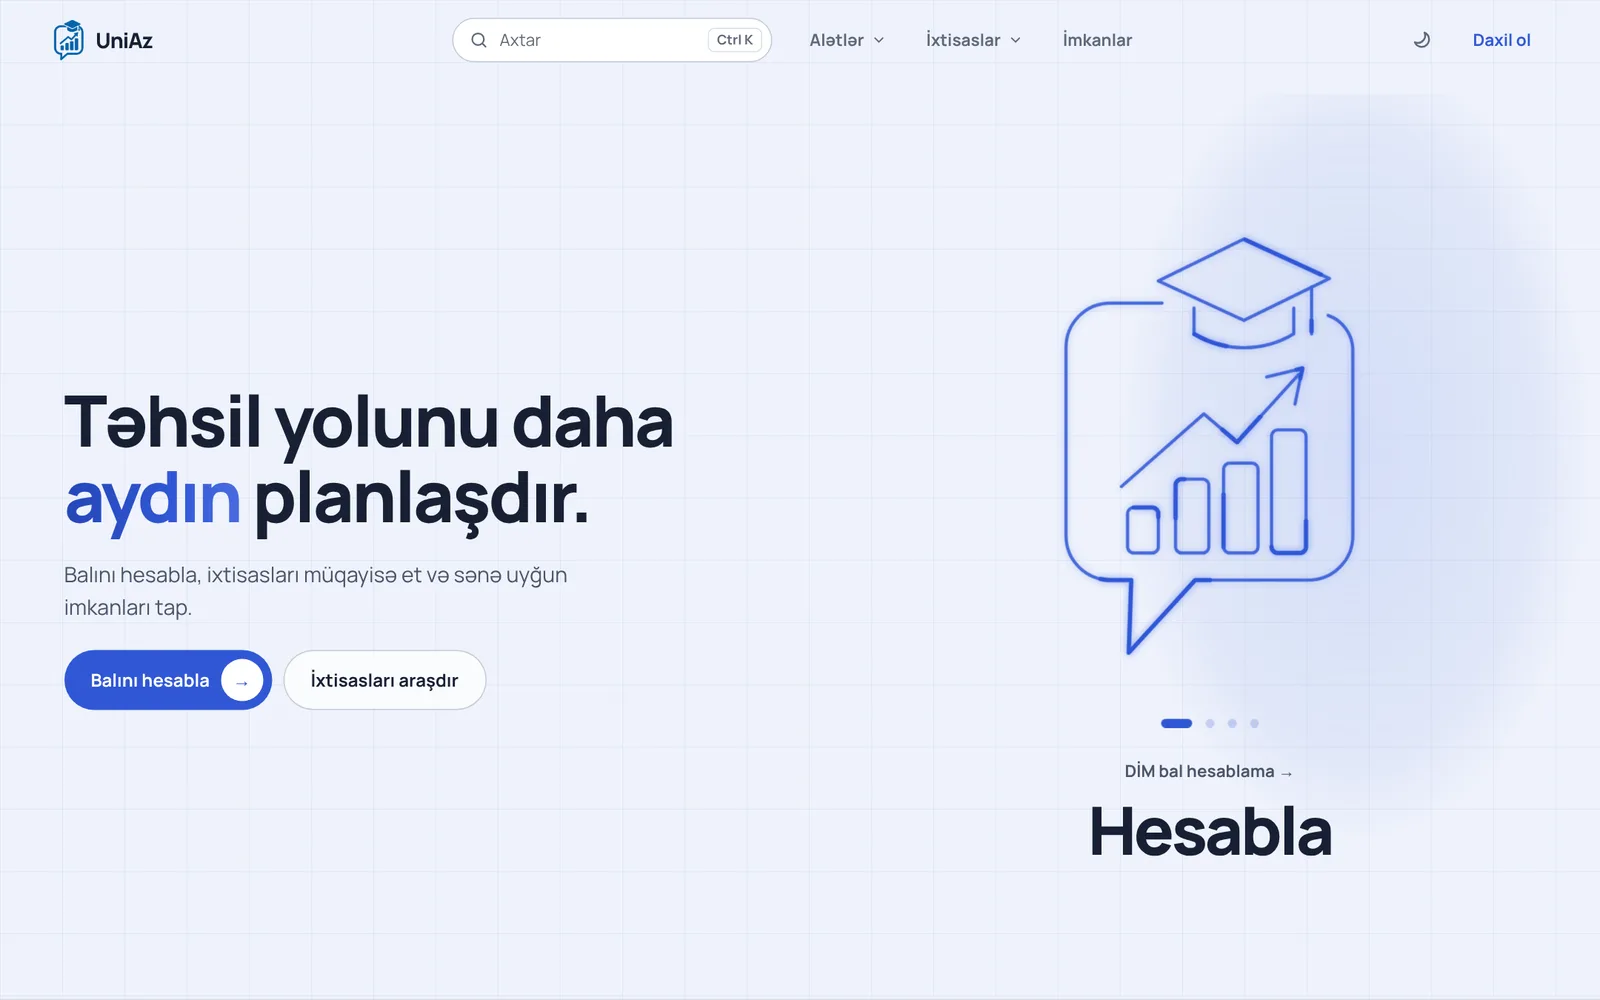 UniAz
Axtar
Ctrl K
Alətlər
İxtisaslar
İmkanlar
Daxil ol
Təhsil yolunu daha
aydın planlaşdır.
Balını hesabla, ixtisasları müqayisə et və sənə uyğun
imkanları tap.
Balını hesabla →
İxtisasları araşdır
DİM bal hesablama →
Hesabla